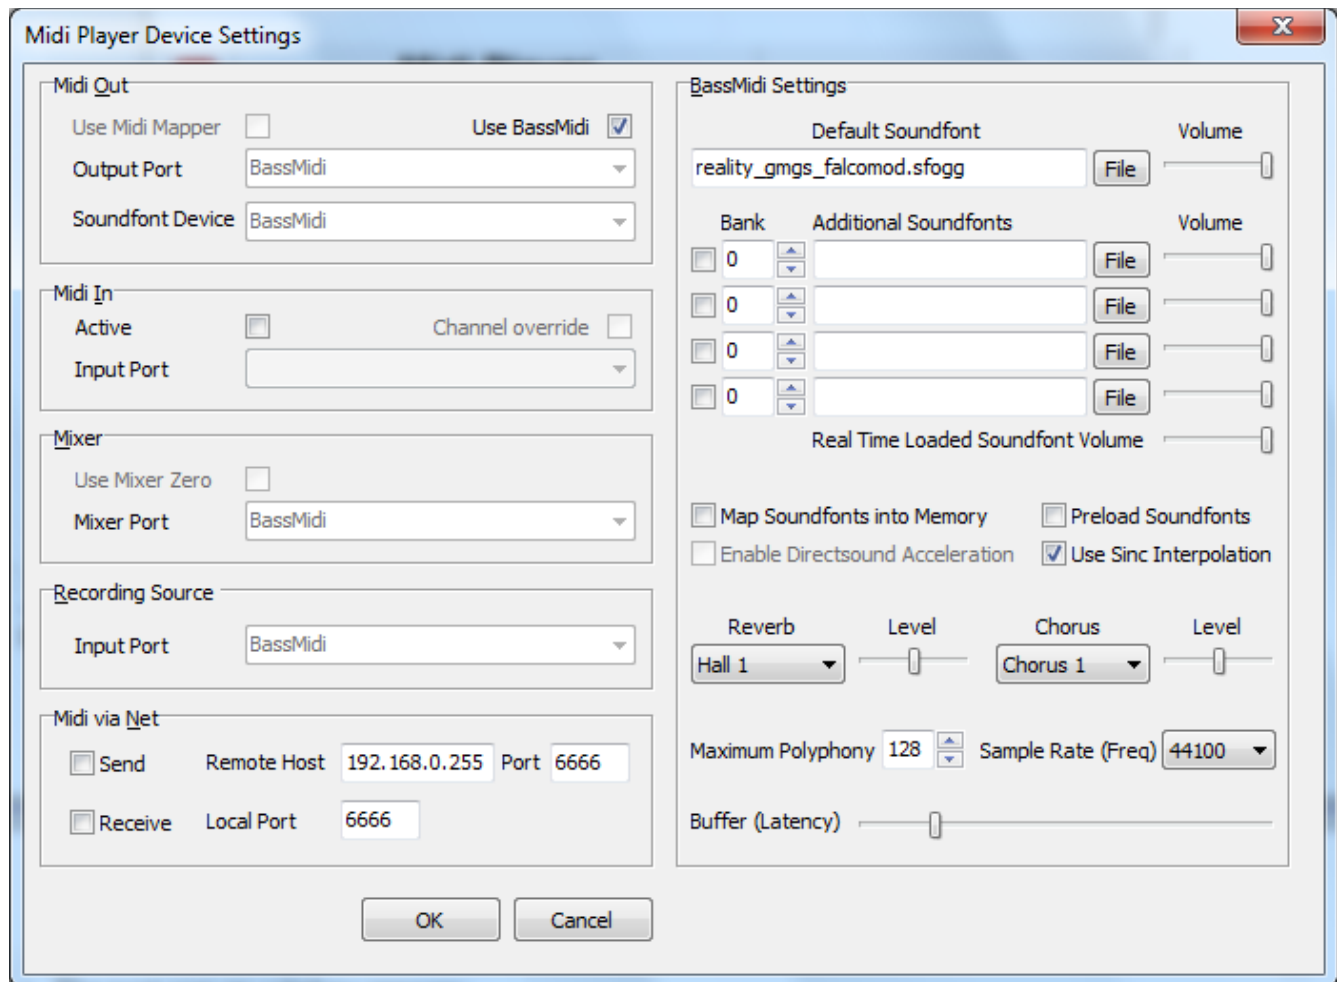 Midi Player Device Settings
Midi Out
Use Midi Mapper Use BassMidi
Output Port BassMidi
Soundfont Device BassMidi
Midi In
Active Channel override
Input Port
Mixer
Use Mixer Zero
Mixer Port BassMidi
Recording Source
Input Port BassMidi
Midi via Net
Send Remote Host 192.168.0.255 Port 6666
Receive Local Port 6666
OK Cancel
BassMidi Settings
Default Soundfont Volume
reality_gmgs_falcomod.sfogg File
Bank Additional Soundfonts Volume
0 File
0 File
0 File
0 File
Real Time Loaded Soundfont Volume
Map Soundfonts into Memory Preload Soundfonts
Enable Directsound Acceleration Use Sinc Interpolation
Reverb Level Chorus Level
Hall 1 Chorus 1
Maximum Polyphony 128 Sample Rate (Freq) 44100
Buffer (Latency)